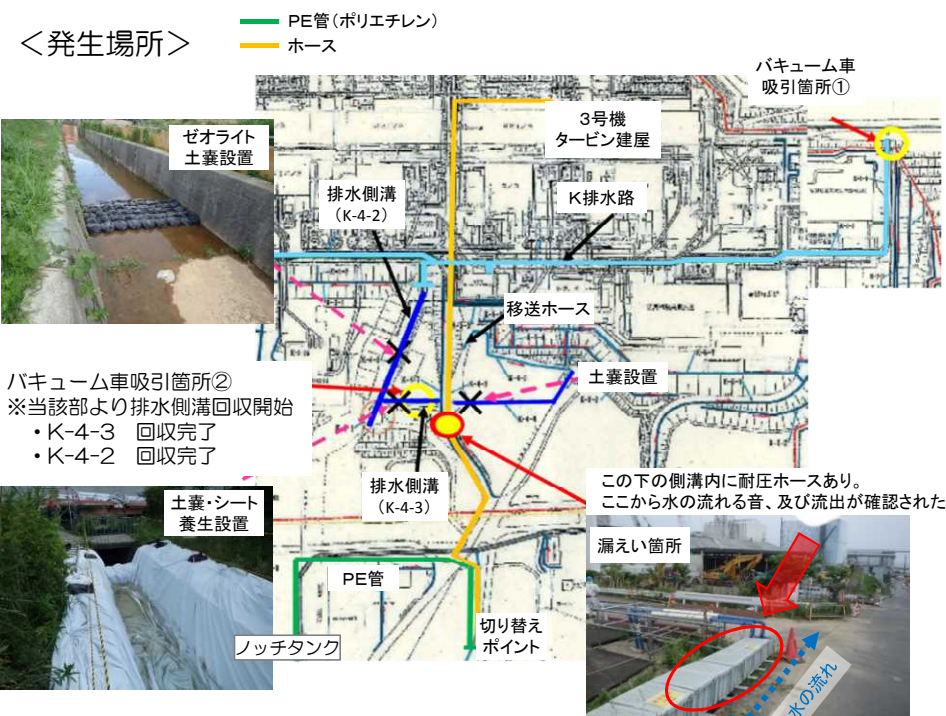 ＜発生場所＞
PE管（ポリエチレン）
ホース
バキューム車
吸引箇所①
ゼオライト
土嚢設置
3号機
タービン建屋
排水側溝
（K-4-2）
K排水路
移送ホース
土嚢設置
バキューム車吸引箇所②
※当該部より排水側溝回収開始
・K-4-3　回収完了
・K-4-2　回収完了
排水側溝
（K-4-3）
この下の側溝内に耐圧ホースあり。
ここから水の流れる音、及び流出が確認された
土嚢・シート
養生設置
漏えい箇所
PE管
ノッチタンク
切り替え
ポイント
水の流れ